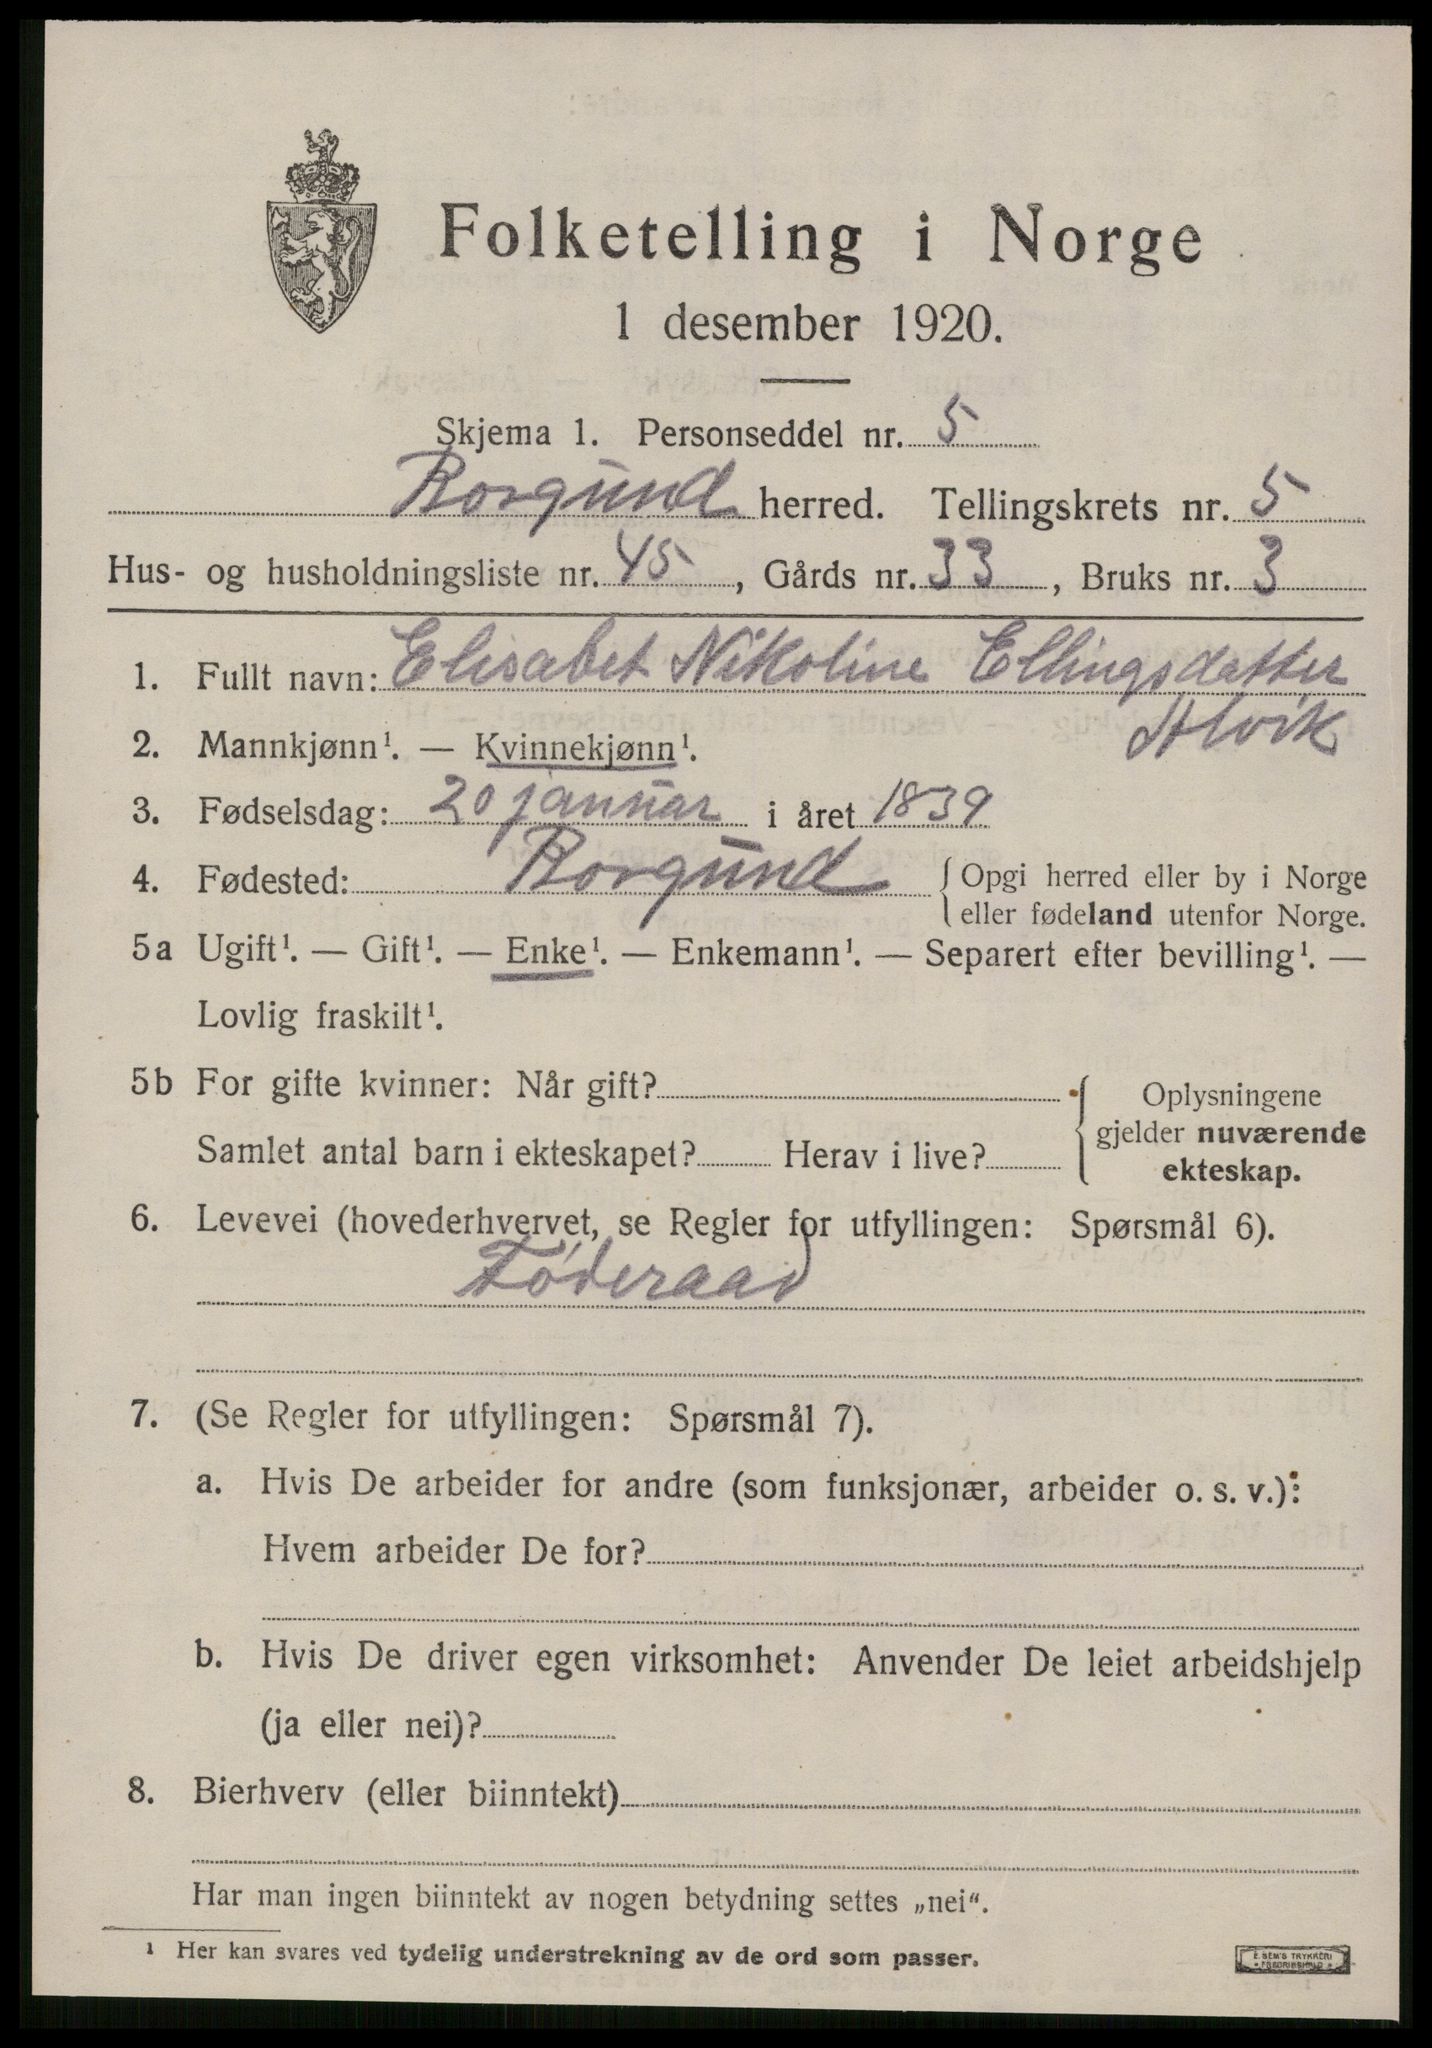 Folketelling i Norge
1 desember 1920.
Skjema 1. Personseddel nr. 5
Borgund herred. Tellingskrets nr. 5
Hus- og husholdningsliste nr. 45, Gårds nr. 33, Bruks nr. 3
1. Fullt navn: Elisabet Nikoline Ellingsdatter
Alvik
2. Mannkjønn¹. — Kvinnekjønn¹.
3. Fødselsdag: 20 januar i året 1839
4. Fødested: Borgund { Opgi herred eller by i Norge
eller fødeland utenfor Norge.
5a Ugift¹. — Gift¹. — Enke¹. — Enkemann¹. — Separert efter bevilling¹. —
Lovlig fraskilt¹.
5b For gifte kvinner: Når gift? { Oplysningene
gjelder nuværende
Samlet antal barn i ekteskapet? Herav i live? ekteskap.
6. Levevei (hovederhvervet, se Regler for utfyllingen: Spørsmål 6).
Føderaad
7. (Se Regler for utfyllingen: Spørsmål 7).
a. Hvis De arbeider for andre (som funksjonær, arbeider o. s. v.):
Hvem arbeider De for?
b. Hvis De driver egen virksomhet: Anvender De leiet arbeidshjelp
(ja eller nei)?
8. Bierhverv (eller biinntekt)
Har man ingen biinntekt av nogen betydning settes „nei“.
¹ Her kan svares ved tydelig understrekning av de ord som passer.
E. SEM'S TRYKKERI
FREDRIKSHALD